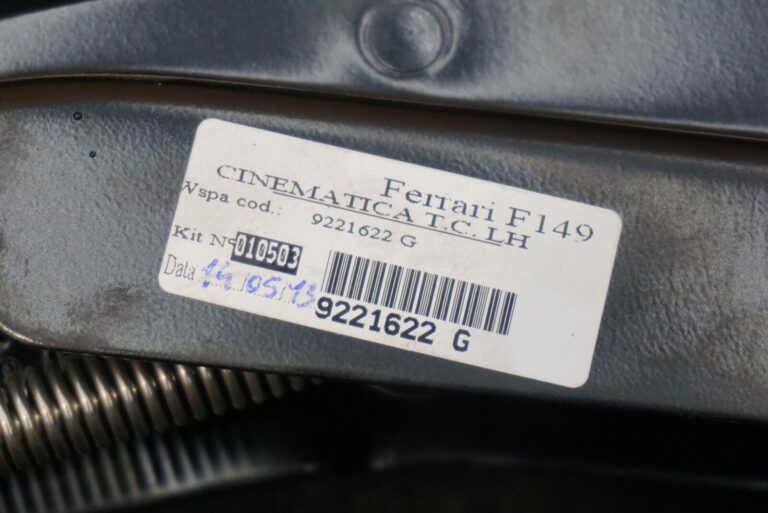 Ferrari F149
CINEMATICA T.C. LH
Wspa cod.: 9221622 G
Kit N° 010503
Data 14 05 13
9221622 G